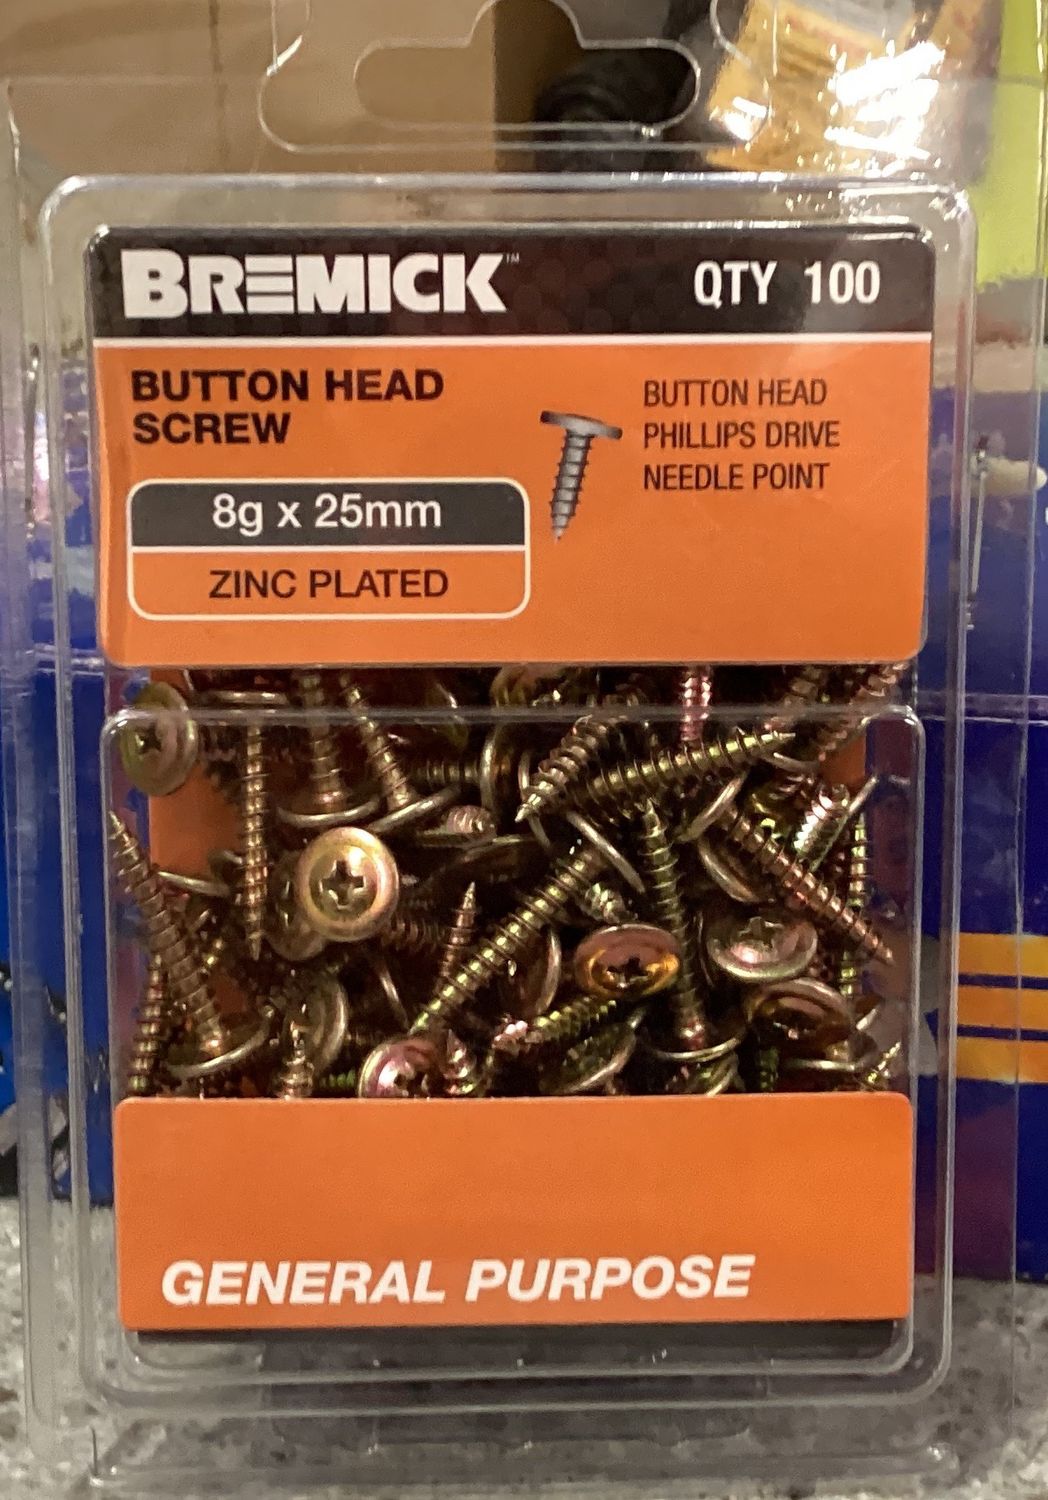 BREMICK™
QTY 100
BUTTON HEAD
SCREW
8g x 25mm
ZINC PLATED
BUTTON HEAD
PHILLIPS DRIVE
NEEDLE POINT
GENERAL PURPOSE